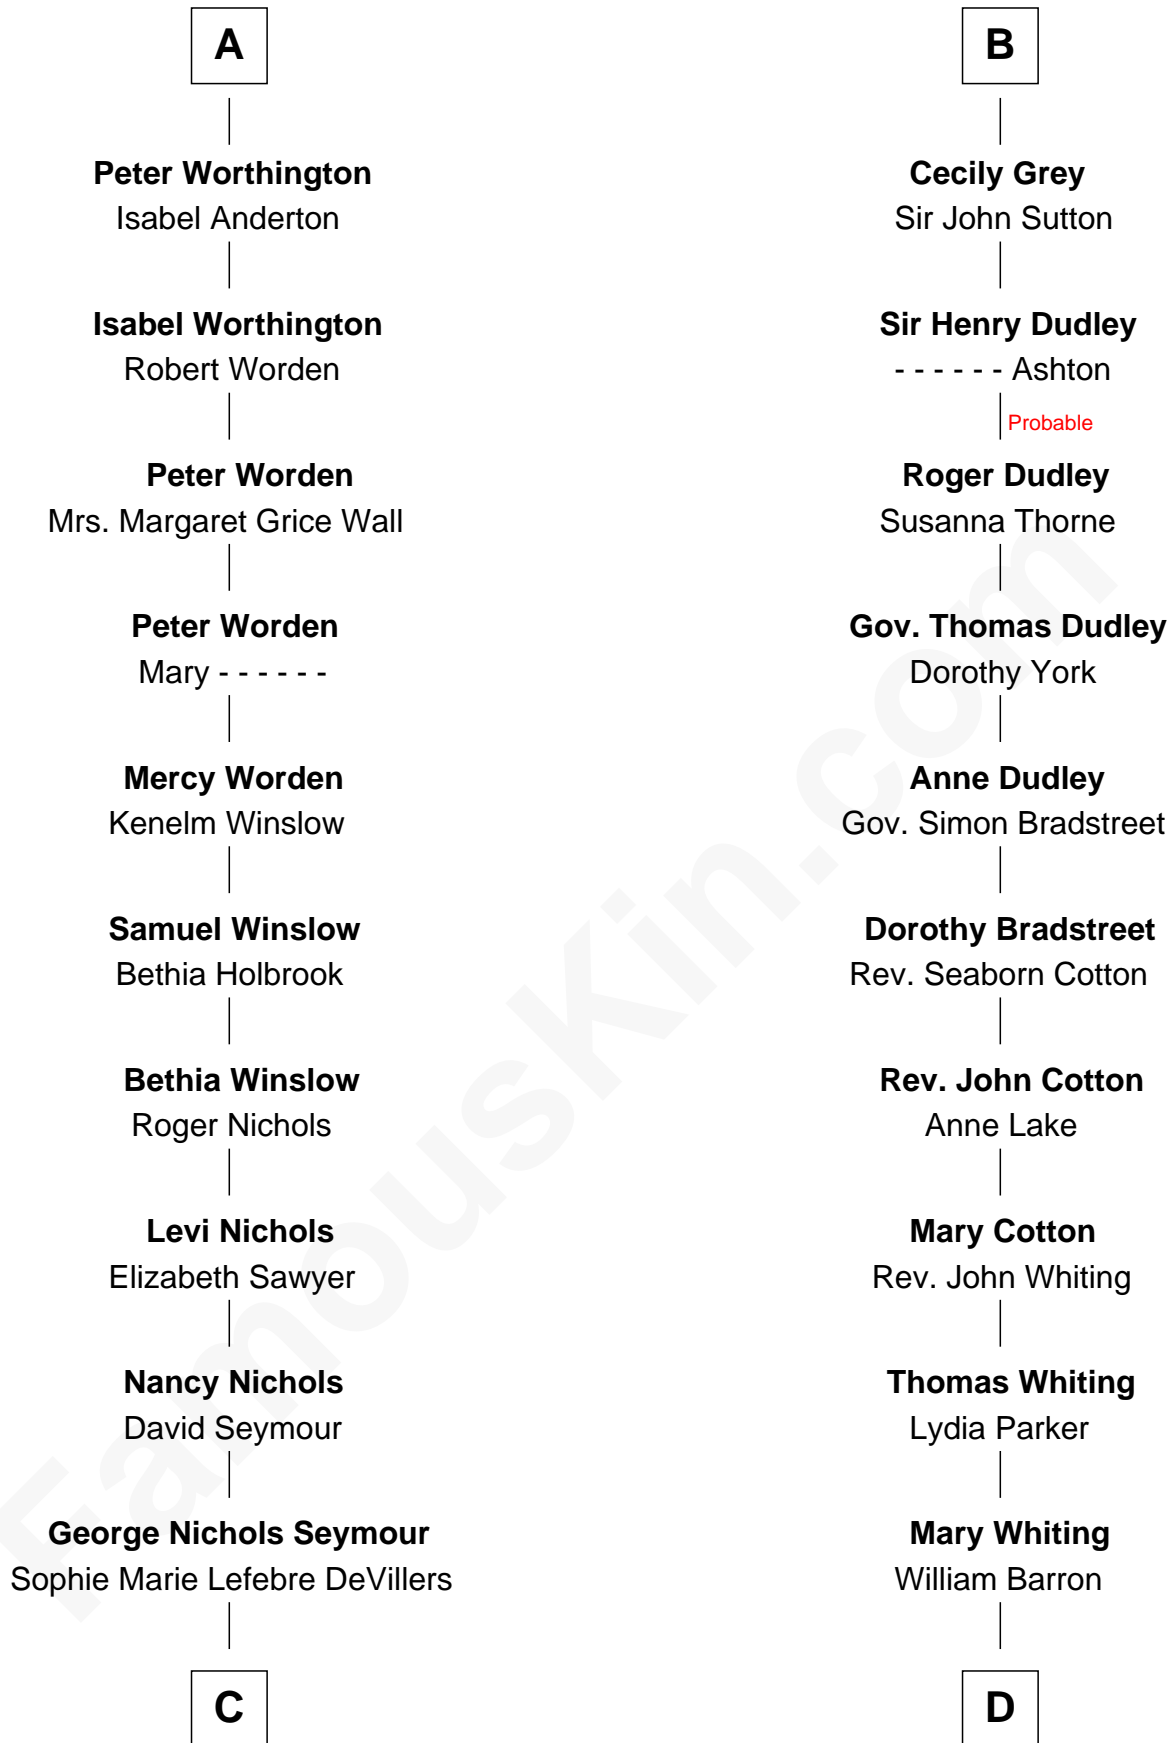 A
Peter Worthington
Isabel Anderton
Isabel Worthington
Robert Worden
Peter Worden
Mrs. Margaret Grice Wall
Peter Worden
Mary - - - - - -
Mercy Worden
Kenelm Winslow
Samuel Winslow
Bethia Holbrook
Bethia Winslow
Roger Nichols
Levi Nichols
Elizabeth Sawyer
Nancy Nichols
David Seymour
George Nichols Seymour
Sophie Marie Lefebre DeVillers
C
B
Cecily Grey
Sir John Sutton
Sir Henry Dudley
- - - - - - Ashton
Probable
Roger Dudley
Susanna Thorne
Gov. Thomas Dudley
Dorothy York
Anne Dudley
Gov. Simon Bradstreet
Dorothy Bradstreet
Rev. Seaborn Cotton
Rev. John Cotton
Anne Lake
Mary Cotton
Rev. John Whiting
Thomas Whiting
Lydia Parker
Mary Whiting
William Barron
D
FamousKin.com